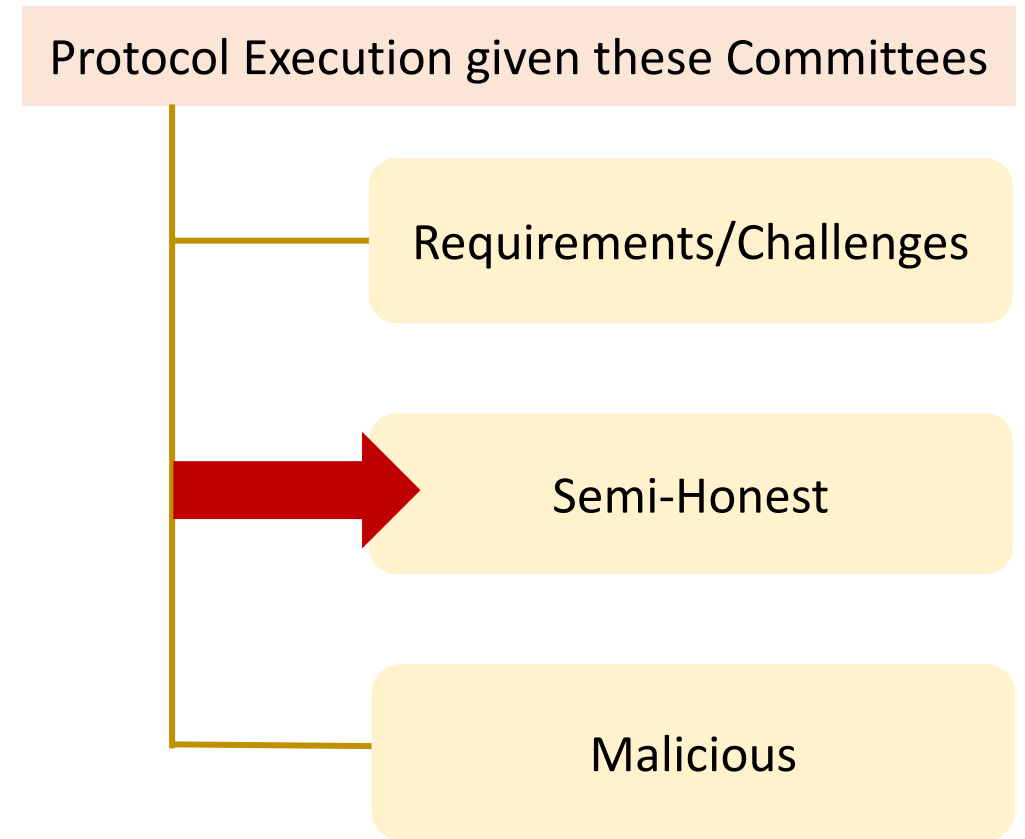 Protocol Execution given these Committees
Requirements/Challenges
Semi-Honest
Malicious